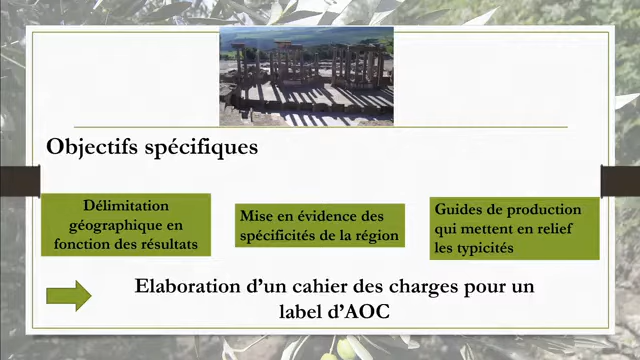 Objectifs spécifiques
Délimitation
géographique en
fonction des résultats
Mise en évidence des
spécificités de la région
Guides de production
qui mettent en relief
les typicités
Elaboration d’un cahier des charges pour un
label d’AOC